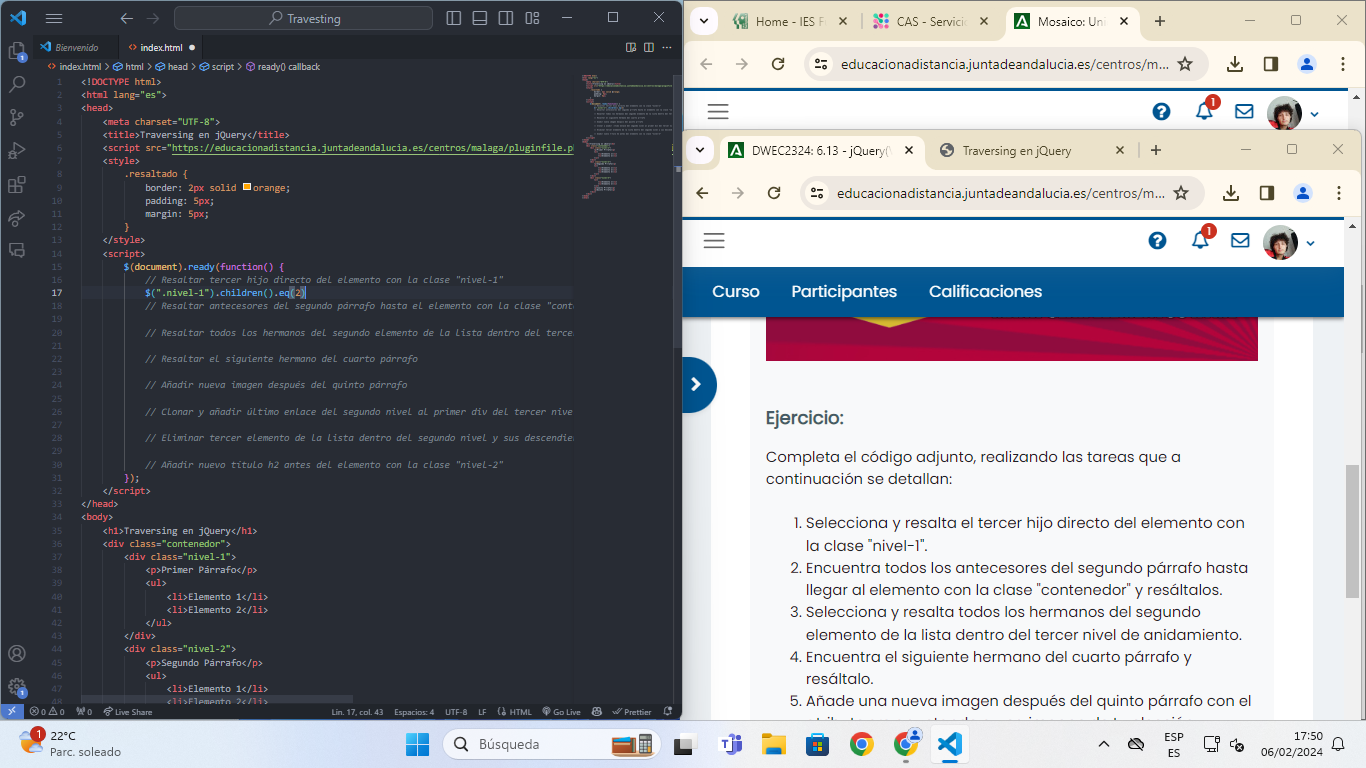 Travesting
Bienvenido
index.html
index.html > html > head > script > ready() callback
1 <!DOCTYPE html>
2 <html lang="es">
3 <head>
4 <meta charset="UTF-8">
5 <title>Traversing en jQuery</title>
6 <script src="https://educacionadistancia.juntadeandalucia.es/centros/malaga/pluginfile.p
7 <style>
8 .resaltado {
9 border: 2px solid orange;
10 padding: 5px;
11 margin: 5px;
12 }
13 </style>
14 <script>
15 $(document).ready(function() {
16 // Resaltar tercer hijo directo del elemento con la clase "nivel-1"
17 $(".nivel-1").children().eq(2)
18 // Resaltar antecesores del segundo párrafo hasta el elemento con la clase "cont
19
20 // Resaltar todos los hermanos del segundo elemento de la lista dentro del terce
21
22 // Resaltar el siguiente hermano del cuarto párrafo
23
24 // Añadir nueva imagen después del quinto párrafo
25
26 // Clonar y añadir último enlace del segundo nivel al primer div del tercer nive
27
28 // Eliminar tercer elemento de la lista dentro del segundo nivel y sus descendie
29
30 // Añadir nuevo título h2 antes del elemento con la clase "nivel-2"
31 });
32 </script>
33 </head>
34 <body>
35 <h1>Traversing en jQuery</h1>
36 <div class="contenedor">
37 <div class="nivel-1">
38 <p>Primer Párrafo</p>
39 <ul>
40 <li>Elemento 1</li>
41 <li>Elemento 2</li>
42 </ul>
43 </div>
44 <div class="nivel-2">
45 <p>Segundo Párrafo</p>
46 <ul>
47 <li>Elemento 1</li>
48 <li>Elemento 2</li>
0 0 0 Live Share Lín. 17, col. 43 Espacios: 4 UTF-8 LF HTML Go Live Prettier
Home - IES F
CAS - Servicio
Mosaico: Uni
educacionadistancia.juntadeandalucia.es/centros/m...
1
DWEC2324: 6.13 - jQuery(
Traversing en jQuery
educacionadistancia.juntadeandalucia.es/centros/m...
1
Curso Participantes Calificaciones
Ejercicio:
Completa el código adjunto, realizando las tareas que a
continuación se detallan:
1. Selecciona y resalta el tercer hijo directo del elemento con
la clase "nivel-1".
2. Encuentra todos los antecesores del segundo párrafo hasta
llegar al elemento con la clase "contenedor" y resáltalos.
3. Selecciona y resalta todos los hermanos del segundo
elemento de la lista dentro del tercer nivel de anidamiento.
4. Encuentra el siguiente hermano del cuarto párrafo y
resáltalo.
5. Añade una nueva imagen después del quinto párrafo con el
1
22°C
Parc. soleado
Búsqueda
ESP
ES
17:50
06/02/2024